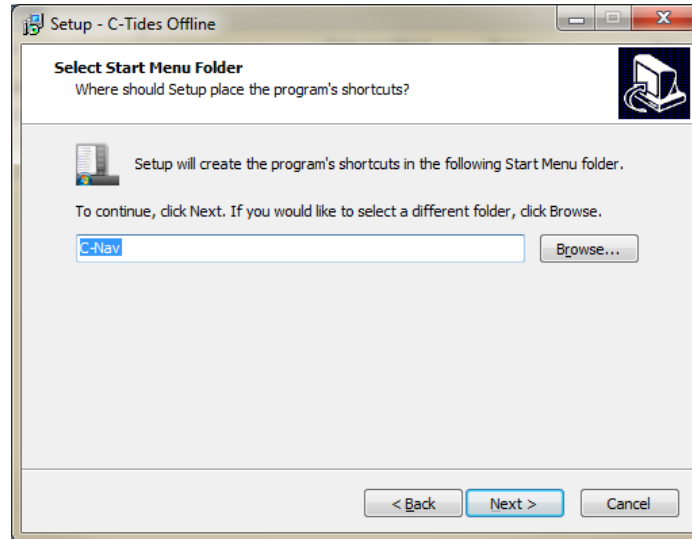 Setup - C-Tides Offline
Select Start Menu Folder
Where should Setup place the program's shortcuts?
Setup will create the program's shortcuts in the following Start Menu folder.
To continue, click Next. If you would like to select a different folder, click Browse.
C-Nav
Browse...
< Back
Next >
Cancel